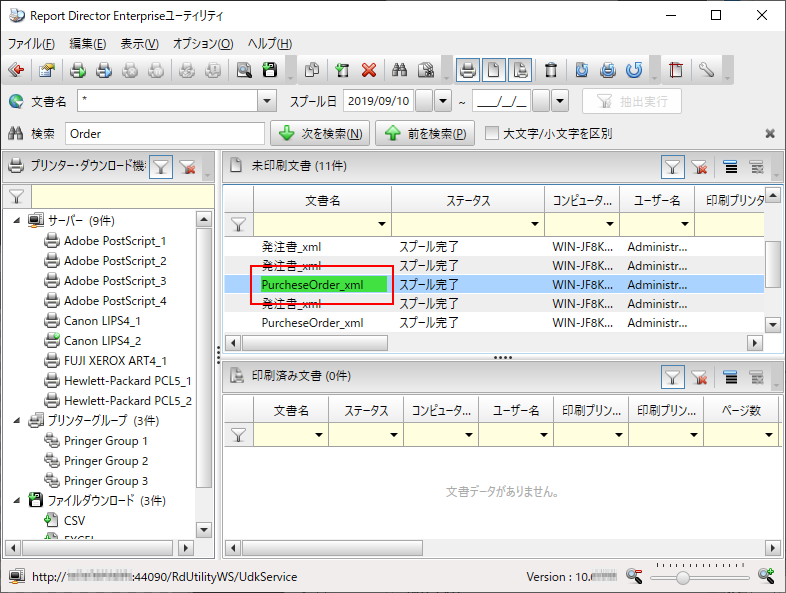 Report Director Enterpriseユーティリティ
ファイル(F) 編集(E) 表示(V) オプション(O) ヘルプ(H)
文書名 * スプール日 2019/09/10 ~ ___/__/__ 抽出実行
検索 Order 次を検索(N) 前を検索(P) 大文字/小文字を区別
プリンター・ダウンロード機
サーバー (9件)
Adobe PostScript_1
Adobe PostScript_2
Adobe PostScript_3
Adobe PostScript_4
Canon LIPS4_1
Canon LIPS4_2
FUJI XEROX ART4_1
Hewlett-Packard PCL5_1
Hewlett-Packard PCL5_2
プリンターグループ (3件)
Pringer Group 1
Pringer Group 2
Pringer Group 3
ファイルダウンロード (3件)
CSV
EXCEL
未印刷文書 (11件)
文書名 ステータス コンピュータ... ユーザー名 印刷プリンタ
発注書_xml スプール完了 WIN-JF8K... Administr...
発注書_xml スプール完了 WIN-JF8K... Administr...
PurcheseOrder_xml スプール完了 WIN-JF8K... Administr...
発注書_xml スプール完了 WIN-JF8K... Administr...
PurcheseOrder_xml スプール完了 WIN-JF8K... Administr...
印刷済み文書 (0件)
文書名 ステータス コンピュータ... ユーザー名 印刷プリン... 印刷プリン... ページ数
文書データがありません。
http:// :44090/RdUtilityWS/UdkService Version : 10.